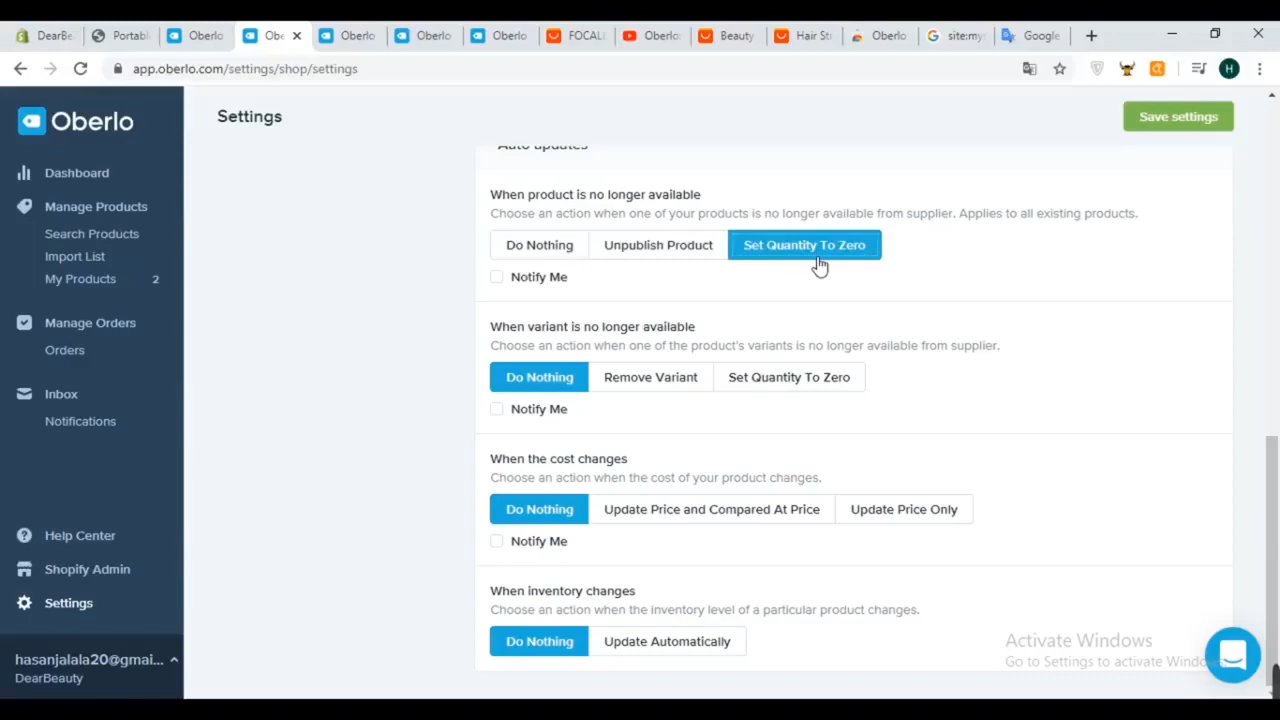 DearBe
Portabl
Oberlo
Obe
Oberlo
Oberlo
Oberlo
FOCAL
Oberlo
Beauty
Hair St
Oberlo
site:my
Google
app.oberlo.com/settings/shop/settings
H
Oberlo
Settings
Save settings
Dashboard
Manage Products
Search Products
Import List
My Products 2
Manage Orders
Orders
Inbox
Notifications
Help Center
Shopify Admin
Settings
hasanjalala20@gmai...
DearBeauty
Auto updates
When product is no longer available
Choose an action when one of your products is no longer available from supplier. Applies to all existing products.
Do Nothing Unpublish Product Set Quantity To Zero
Notify Me
When variant is no longer available
Choose an action when one of the product's variants is no longer available from supplier.
Do Nothing Remove Variant Set Quantity To Zero
Notify Me
When the cost changes
Choose an action when the cost of your product changes.
Do Nothing Update Price and Compared At Price Update Price Only
Notify Me
When inventory changes
Choose an action when the inventory level of a particular product changes.
Do Nothing Update Automatically
Activate Windows
Go to Settings to activate Windows